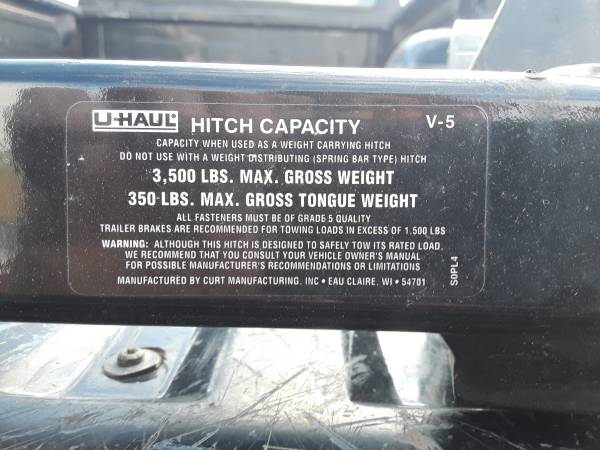 U-HAUL HITCH CAPACITY V-5
CAPACITY WHEN USED AS A WEIGHT CARRYING HITCH
DO NOT USE WITH A WEIGHT DISTRIBUTING (SPRING BAR TYPE) HITCH
3,500 LBS. MAX. GROSS WEIGHT
350 LBS. MAX. GROSS TONGUE WEIGHT
ALL FASTENERS MUST BE OF GRADE 5 QUALITY
TRAILER BRAKES ARE RECOMMENDED FOR TOWING LOADS IN EXCESS OF 1,500 LBS
WARNING: ALTHOUGH THIS HITCH IS DESIGNED TO SAFELY TOW ITS RATED LOAD,
WE RECOMMEND THAT YOU CONSULT YOUR VEHICLE OWNER'S MANUAL
FOR POSSIBLE MANUFACTURER'S RECOMMENDATIONS OR LIMITATIONS
MANUFACTURED BY CURT MANUFACTURING, INC • EAU CLAIRE, WI • 54701
S0PL4